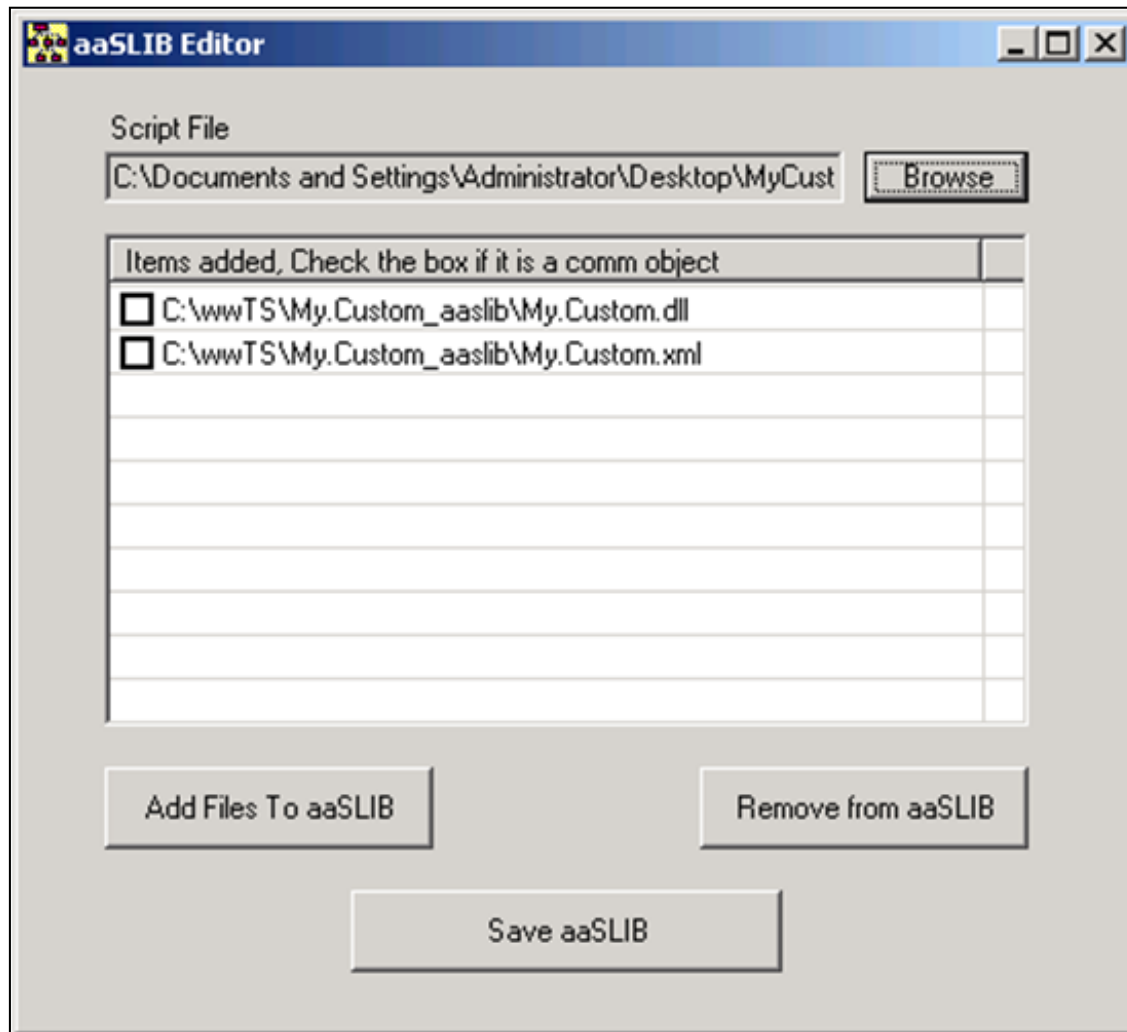 aaSLIB Editor
Script File
C:\Documents and Settings\Administrator\Desktop\MyCust
Browse
Items added, Check the box if it is a comm object
C:\wwTS\My.Custom_aaslib\My.Custom.dll
C:\wwTS\My.Custom_aaslib\My.Custom.xml
Add Files To aaSLIB
Remove from aaSLIB
Save aaSLIB